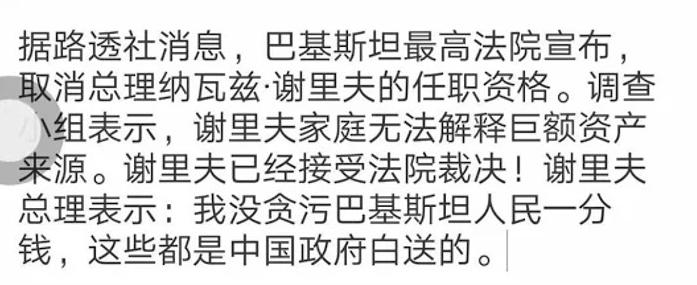 据路透社消息，巴基斯坦最高法院宣布，
取消总理纳瓦兹·谢里夫的任职资格。调查
小组表示，谢里夫家庭无法解释巨额资产
来源。谢里夫已经接受法院裁决！谢里夫
总理表示：我没贪污巴基斯坦人民一分
钱，这些都是中国政府白送的。